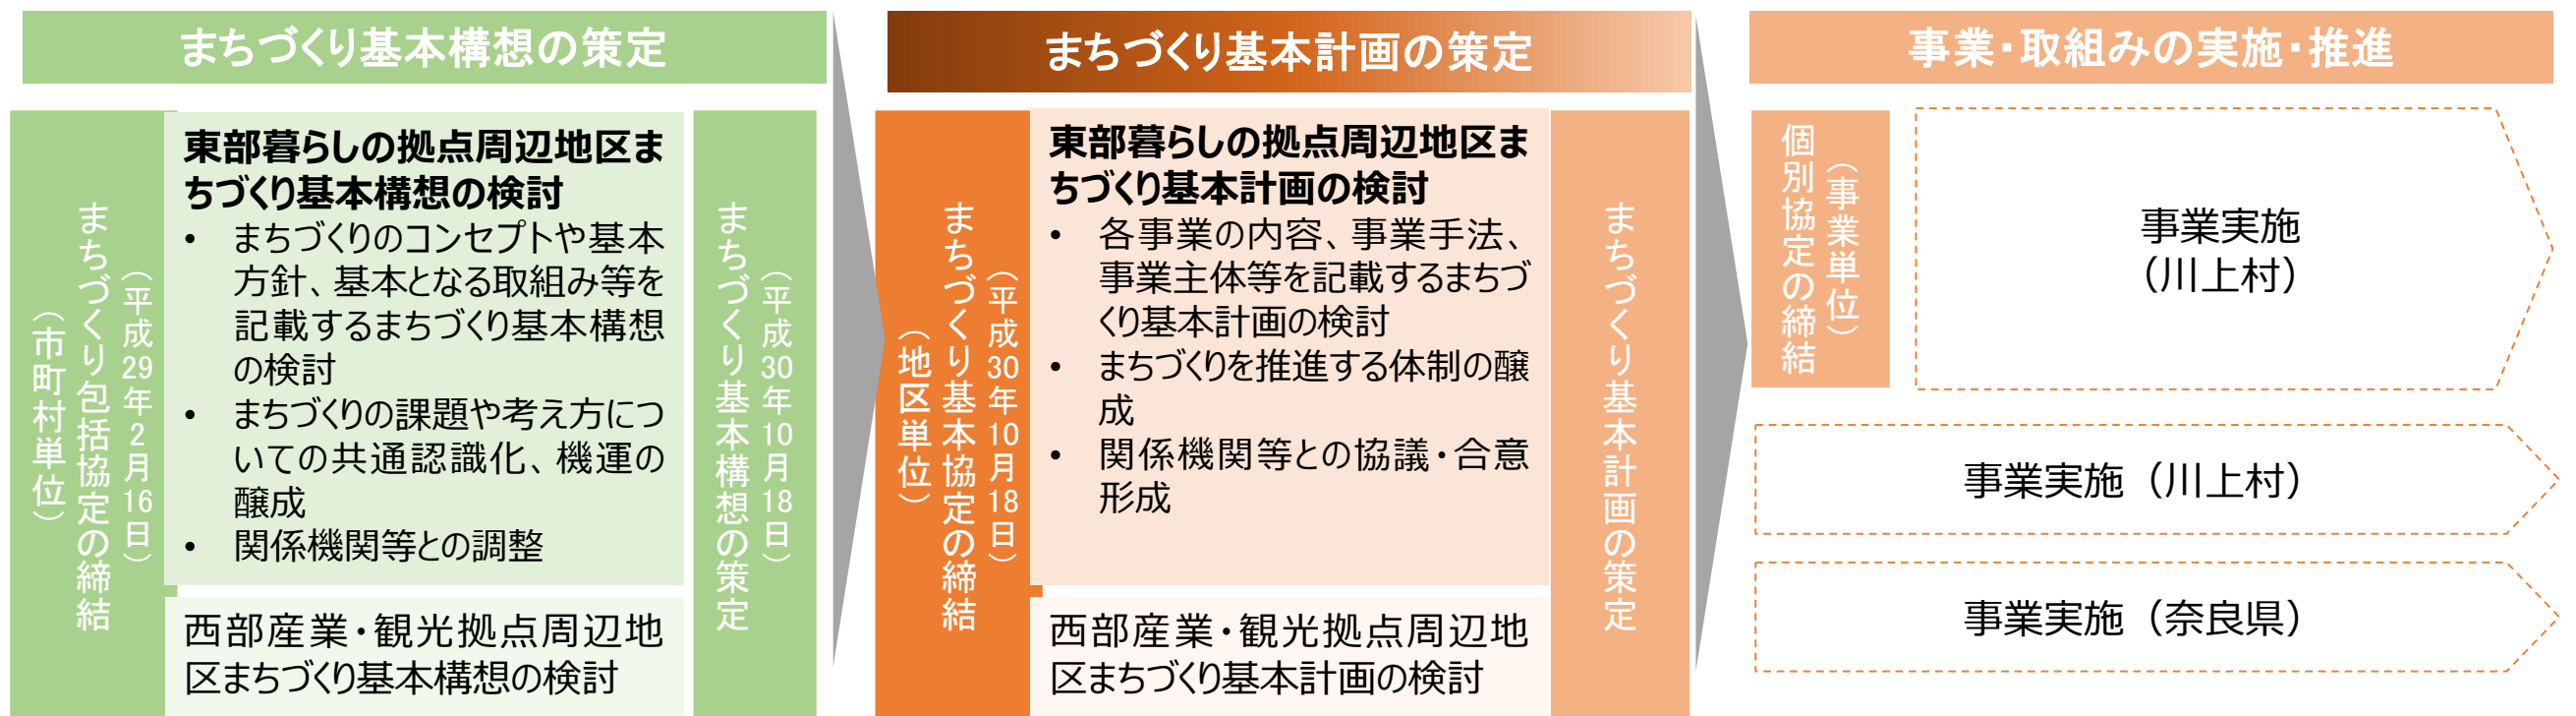 まちづくり基本構想の策定
まちづくり包括協定の締結
（平成29年2月16日）
（市町村単位）
東部暮らしの拠点周辺地区ま
ちづくり基本構想の検討
• まちづくりのコンセプトや基本
方針、基本となる取組み等を
記載するまちづくり基本構想
の検討
• まちづくりの課題や考え方につ
いての共通認識化、機運の
醸成
• 関係機関等との調整
西部産業・観光拠点周辺地
区まちづくり基本構想の検討
（平成30年10月18日）
まちづくり基本構想の策定
まちづくり基本計画の策定
（平成30年10月18日）
まちづくり基本協定の締結
（地区単位）
東部暮らしの拠点周辺地区ま
ちづくり基本計画の検討
• 各事業の内容、事業手法、
事業主体等を記載するまちづ
くり基本計画の検討
• まちづくりを推進する体制の醸
成
• 関係機関等との協議・合意
形成
西部産業・観光拠点周辺地
区まちづくり基本計画の検討
まちづくり基本計画の策定
事業・取組みの実施・推進
（事業単位）
個別協定の締結
事業実施
（川上村）
事業実施（川上村）
事業実施（奈良県）